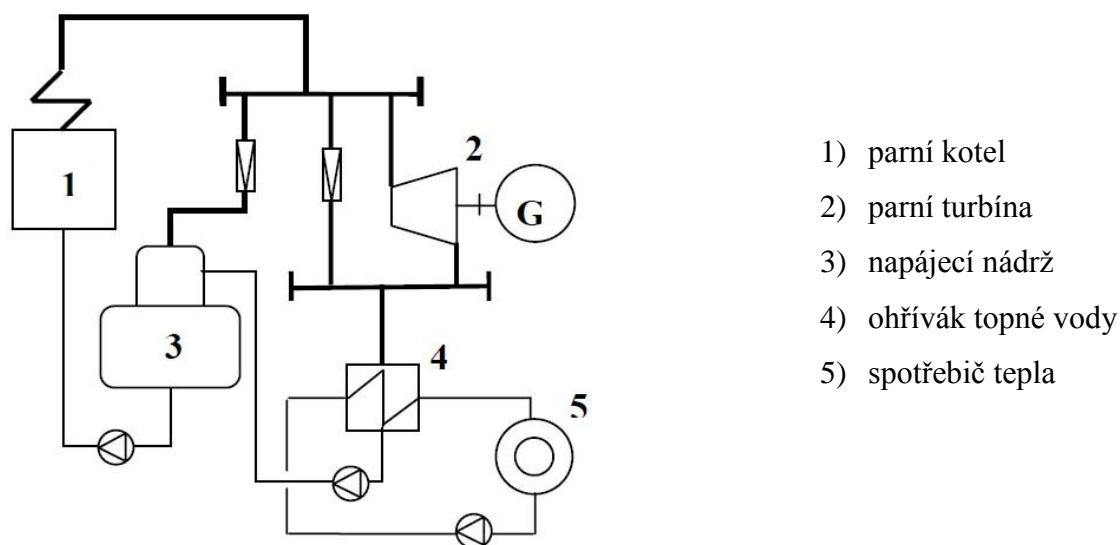 1
2
G
3
4
5
1) parní kotel
2) parní turbína
3) napájecí nádrž
4) ohřívák topné vody
5) spotřebič tepla